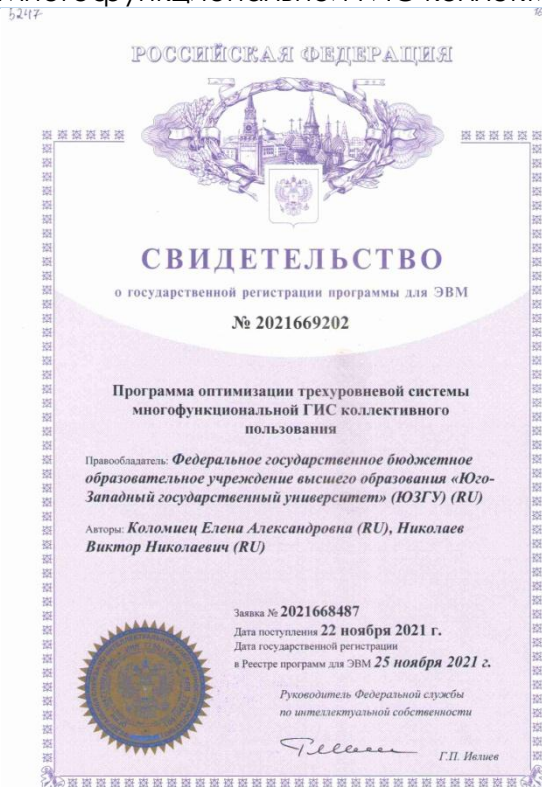 многофункциональной ГИС коллек
5247
РОССИЙСКАЯ ФЕДЕРАЦИЯ
СВИДЕТЕЛЬСТВО
о государственной регистрации программы для ЭВМ
№ 2021669202
Программа оптимизации трехуровневой системы
многофункциональной ГИС коллективного
пользования
Правообладатель: Федеральное государственное бюджетное
образовательное учреждение высшего образования «Юго-
Западный государственный университет» (ЮЗГУ) (RU)
Авторы: Коломиец Елена Александровна (RU), Николаев
Виктор Николаевич (RU)
Заявка № 2021668487
Дата поступления 22 ноября 2021 г.
Дата государственной регистрации
в Реестре программ для ЭВМ 25 ноября 2021 г.
Руководитель Федеральной службы
по интеллектуальной собственности
Г.П. Ивлиев